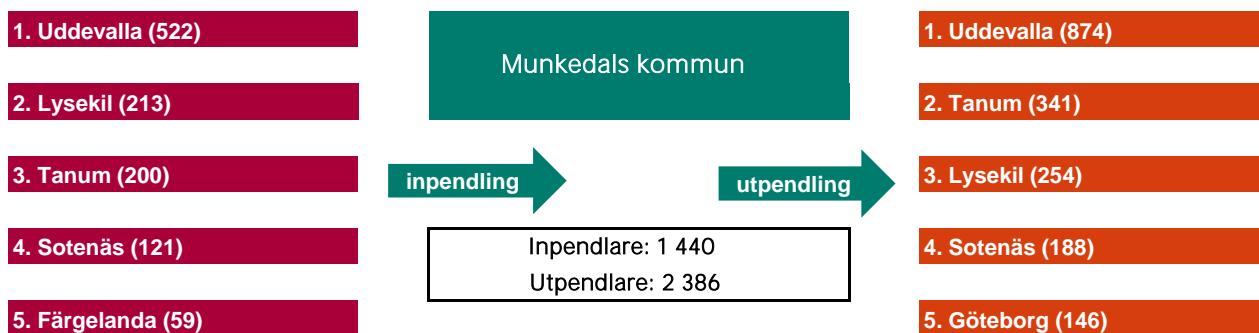 1. Uddevalla (522)
2. Lysekil (213)
3. Tanum (200)
4. Sotenäs (121)
5. Färgelanda (59)
Munkedals kommun
inpendling
utpendling
Inpendlare: 1 440
Utpendlare: 2 386
1. Uddevalla (874)
2. Tanum (341)
3. Lysekil (254)
4. Sotenäs (188)
5. Göteborg (146)